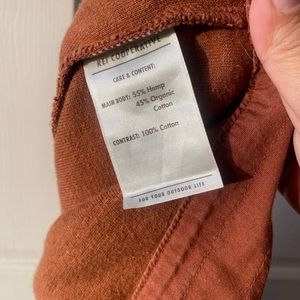 REI COOPERATIVE
CARE & CONTENT:
MAIN BODY: 55% Hemp
45% Organic
Cotton
CONTRAST: 100% Cotton
FOR YOUR OUTDOOR LIFE